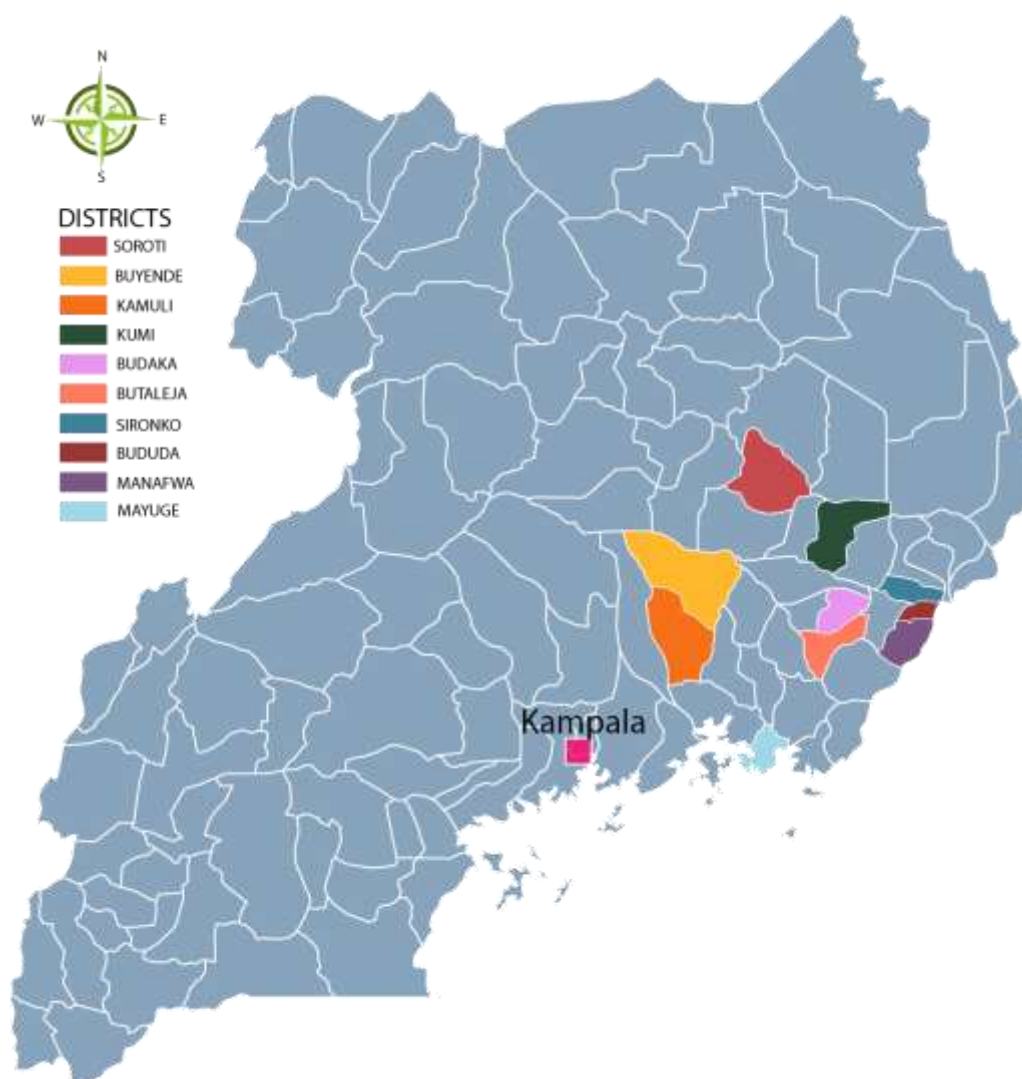 N
W E
S
DISTRICTS
SOROTI
BUYENDE
KAMULI
KUMI
BUDAKA
BUTALEJA
SIRONKO
BUDUDA
MANAFWA
MAYUGE
Kampala